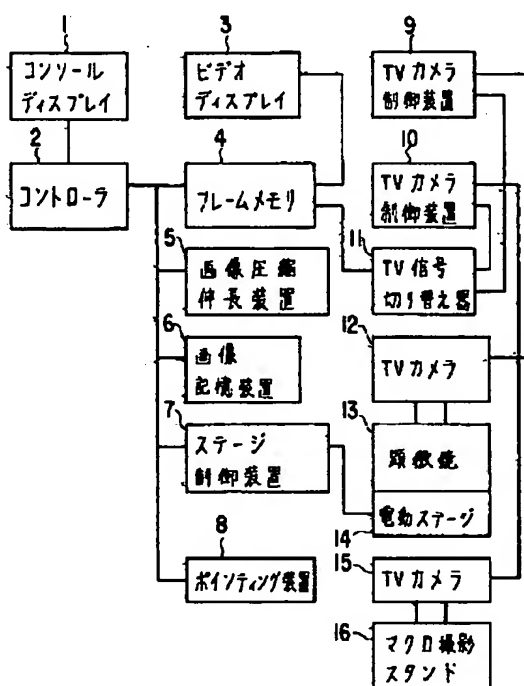 1
コンソール
ディスプレイ
2
コントローラ
3
ビデオ
ディスプレイ
4
フレームメモリ
5
画像圧縮
伸長装置
6
画像
記憶装置
7
ステージ
制御装置
8
ポインティング装置
9
TVカメラ
制御装置
10
TVカメラ
制御装置
11
TV信号
切り替え器
12
TVカメラ
13
顕微鏡
電動ステージ
14
15
TVカメラ
16
マクロ撮影
スタンド